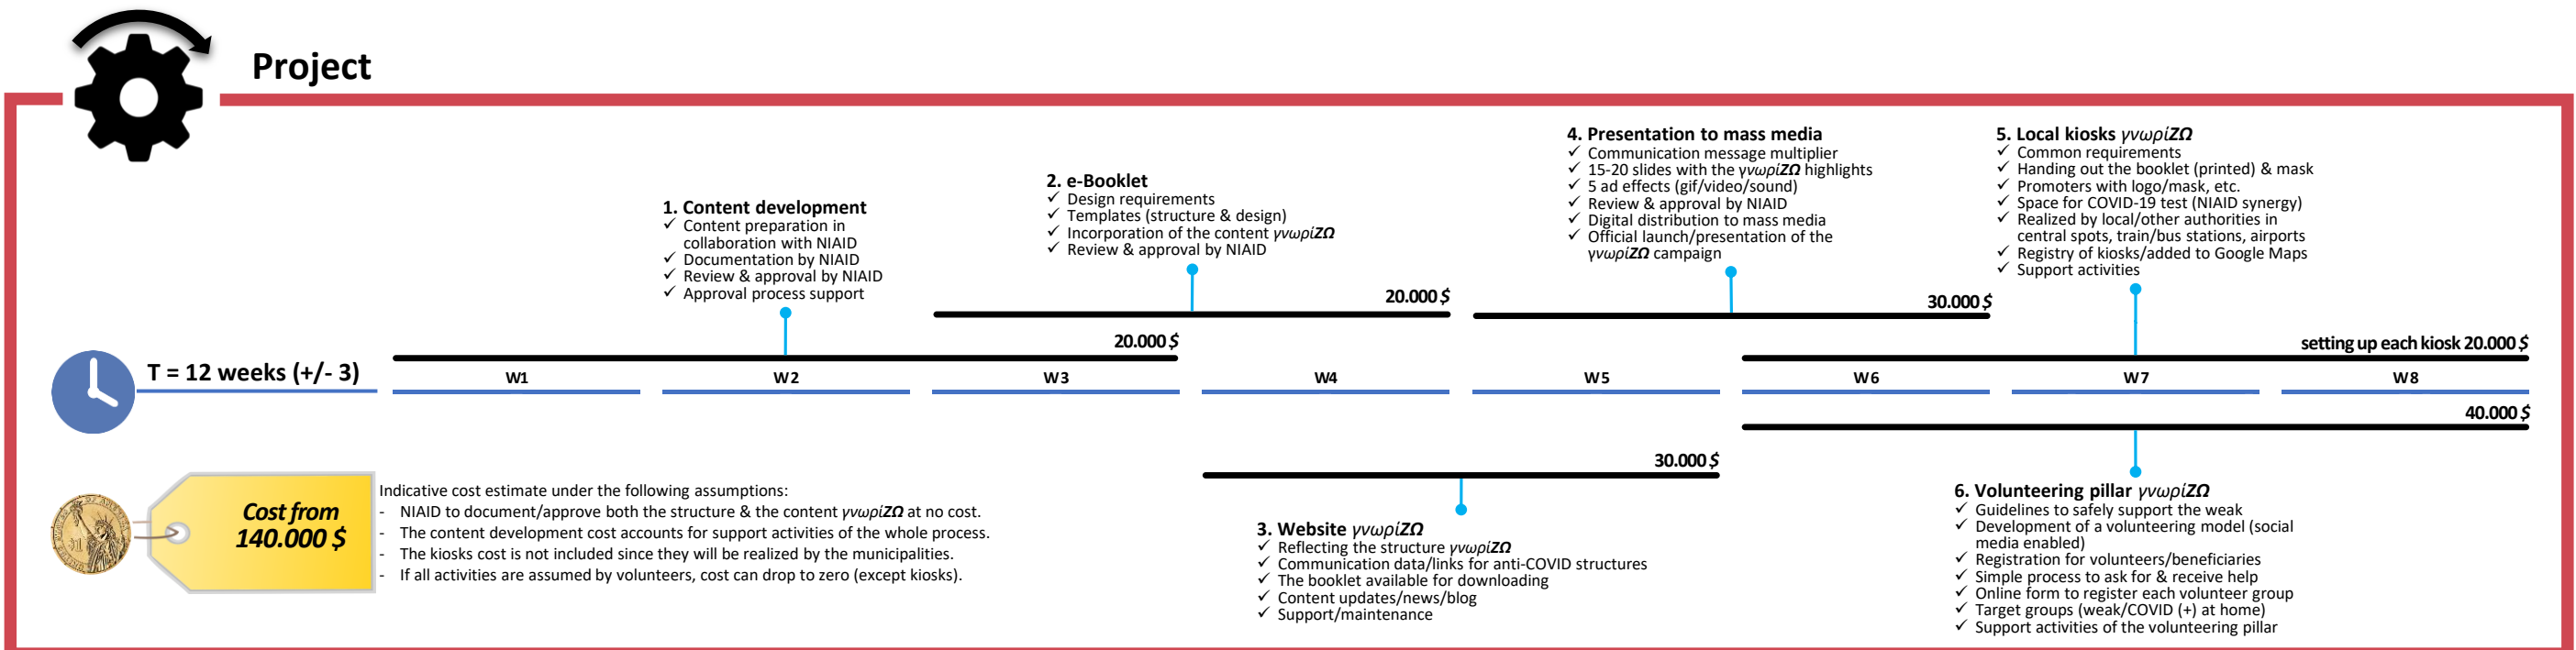 Project
1. Content development
✓ Content preparation in
collaboration with NIAID
✓ Documentation by NIAID
✓ Review & approval by NIAID
✓ Approval process support
20.000 $
2. e-Booklet
✓ Design requirements
✓ Templates (structure & design)
✓ Incorporation of the content γνωρίΖΩ
✓ Review & approval by NIAID
20.000 $
4. Presentation to mass media
✓ Communication message multiplier
✓ 15-20 slides with the γνωρίΖΩ highlights
✓ 5 ad effects (gif/video/sound)
✓ Review & approval by NIAID
✓ Digital distribution to mass media
✓ Official launch/presentation of the
γνωρίΖΩ campaign
30.000 $
5. Local kiosks γνωρίΖΩ
✓ Common requirements
✓ Handing out the booklet (printed) & mask
✓ Promoters with logo/mask, etc.
✓ Space for COVID-19 test (NIAID synergy)
✓ Realized by local/other authorities in
central spots, train/bus stations, airports
✓ Registry of kiosks/added to Google Maps
✓ Support activities
setting up each kiosk 20.000 $
T = 12 weeks (+/- 3)
W1 W2 W3 W4 W5 W6 W7 W8
40.000 $
30.000 $
Cost from
140.000 $
Indicative cost estimate under the following assumptions:
- NIAID to document/approve both the structure & the content γνωρίΖΩ at no cost.
- The content development cost accounts for support activities of the whole process.
- The kiosks cost is not included since they will be realized by the municipalities.
- If all activities are assumed by volunteers, cost can drop to zero (except kiosks).
3. Website γνωρίΖΩ
✓ Reflecting the structure γνωρίΖΩ
✓ Communication data/links for anti-COVID structures
✓ The booklet available for downloading
✓ Content updates/news/blog
✓ Support/maintenance
6. Volunteering pillar γνωρίΖΩ
✓ Guidelines to safely support the weak
✓ Development of a volunteering model (social
media enabled)
✓ Registration for volunteers/beneficiaries
✓ Simple process to ask for & receive help
✓ Online form to register each volunteer group
✓ Target groups (weak/COVID (+) at home)
✓ Support activities of the volunteering pillar